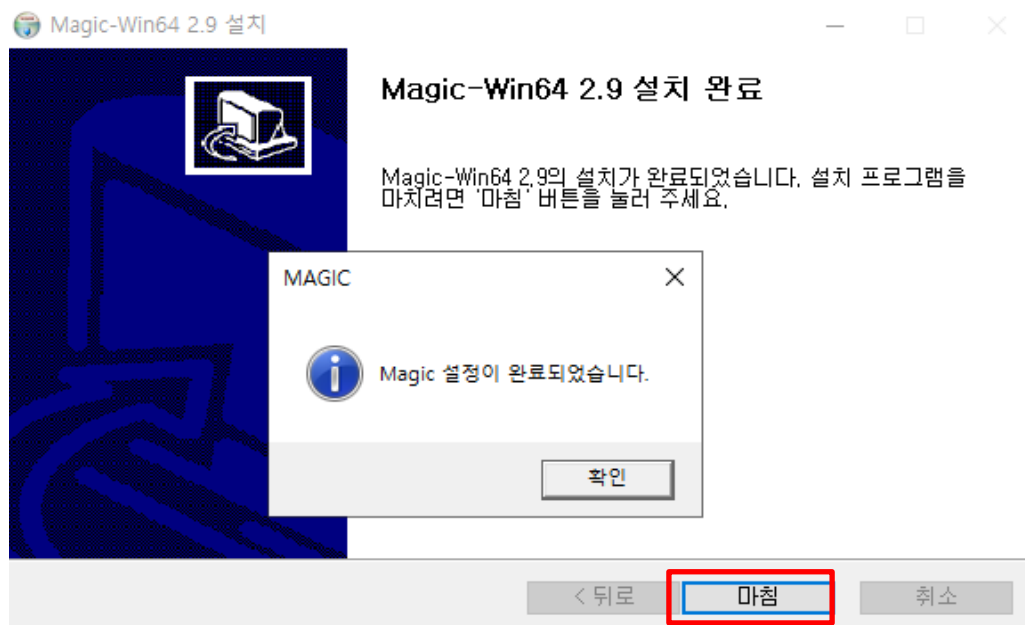 Magic-Win64 2.9 설치
Magic-Win64 2.9 설치 완료
Magic-Win64 2.9의 설치가 완료되었습니다. 설치 프로그램을
마치려면 '마침' 버튼을 눌러 주세요.
MAGIC
Magic 설정이 완료되었습니다.
확인
< 뒤로
마침
취소